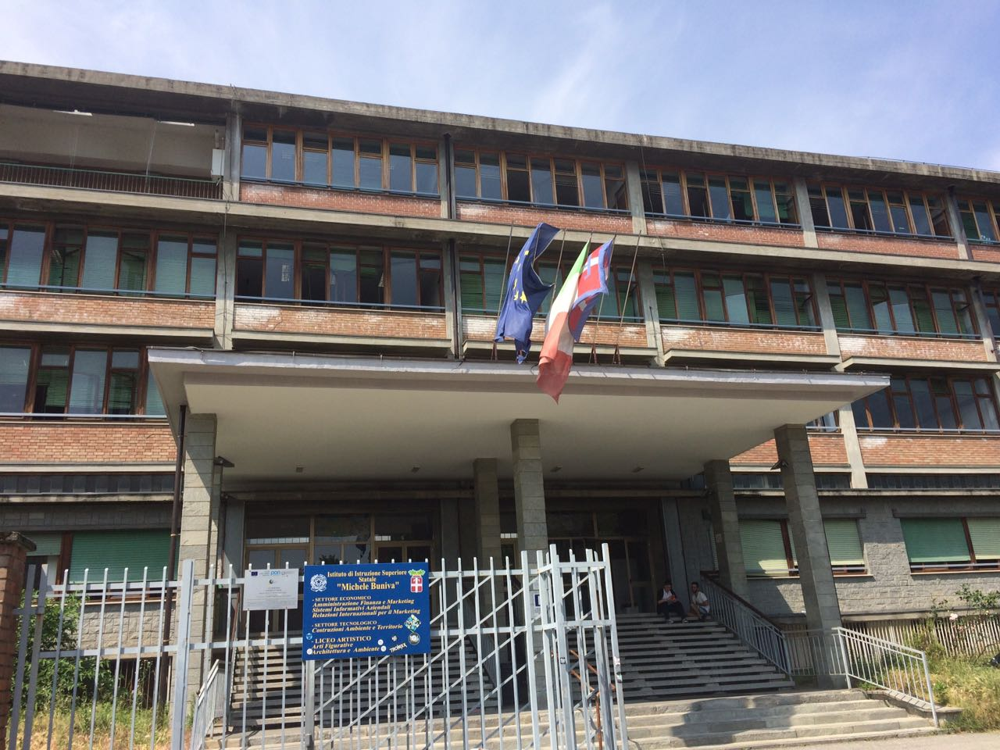 Istituto di Istruzione Superiore
Statale
"Michele Buniva"
- SETTORE ECONOMICO
Amministrazione Finanza e Marketing
Sistemi Informativi Aziendali
Relazioni Internazionali per il Marketing
- SETTORE TECNOLOGICO
Costruzioni Ambiente e Territorio
- LICEO ARTISTICO
Arti Figurative
Architettura e Ambiente
pon